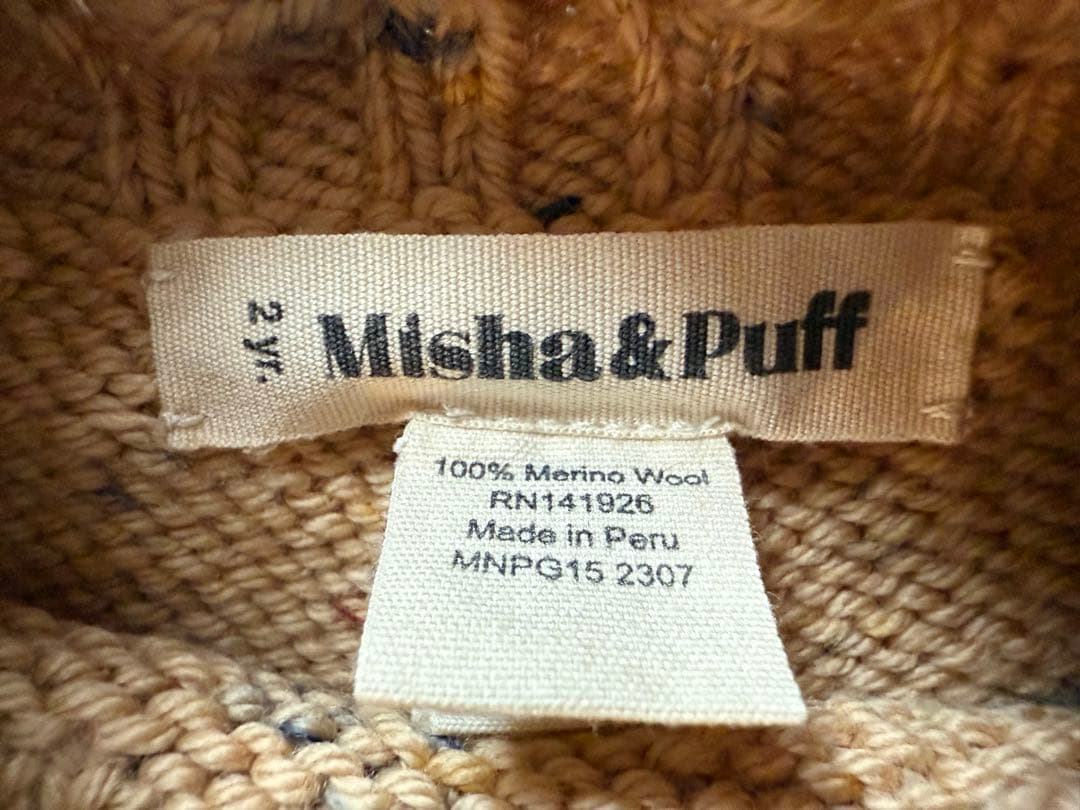 2 yr.
Misha&Puff
100% Merino Wool
RN141926
Made in Peru
MNPG15 2307